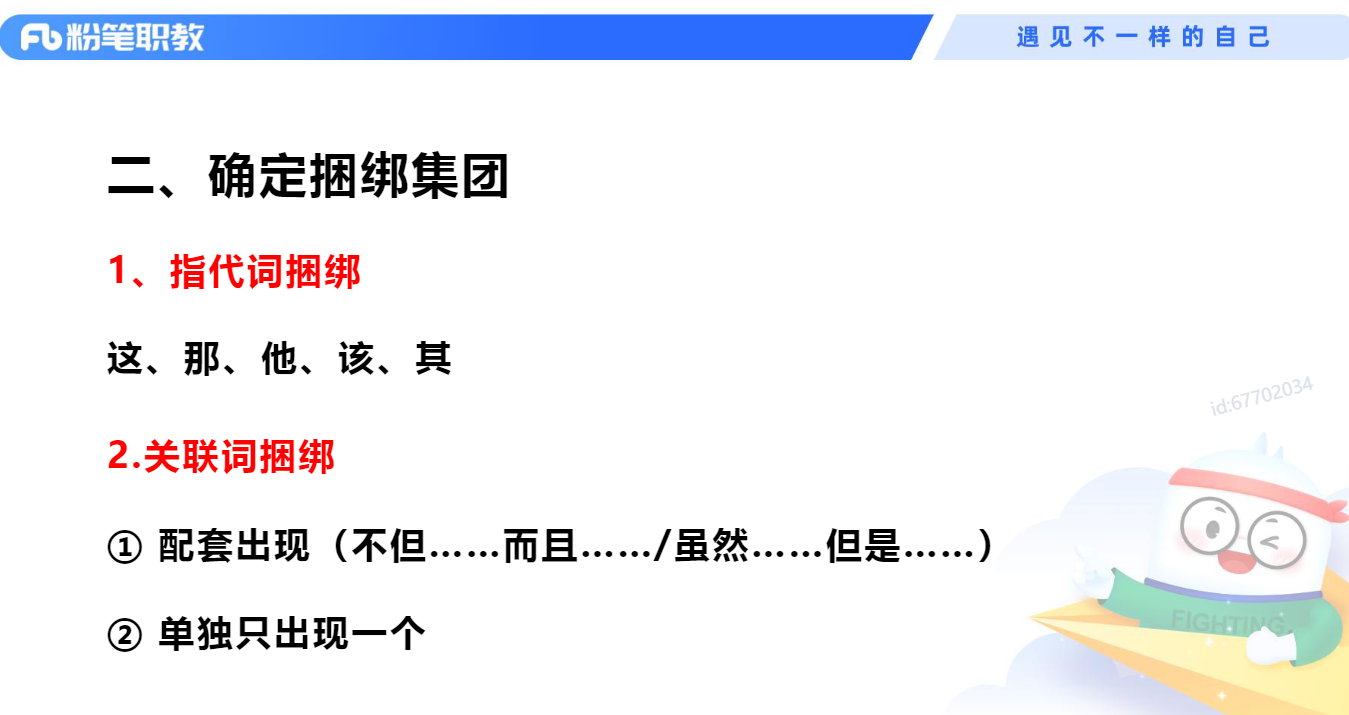 粉笔职教
遇见不一样的自己
二、确定捆绑集团
1、指代词捆绑
这、那、他、该、其
id:67702034
2.关联词捆绑
① 配套出现（不但……而且……/虽然……但是……）
② 单独只出现一个
FIGHTING